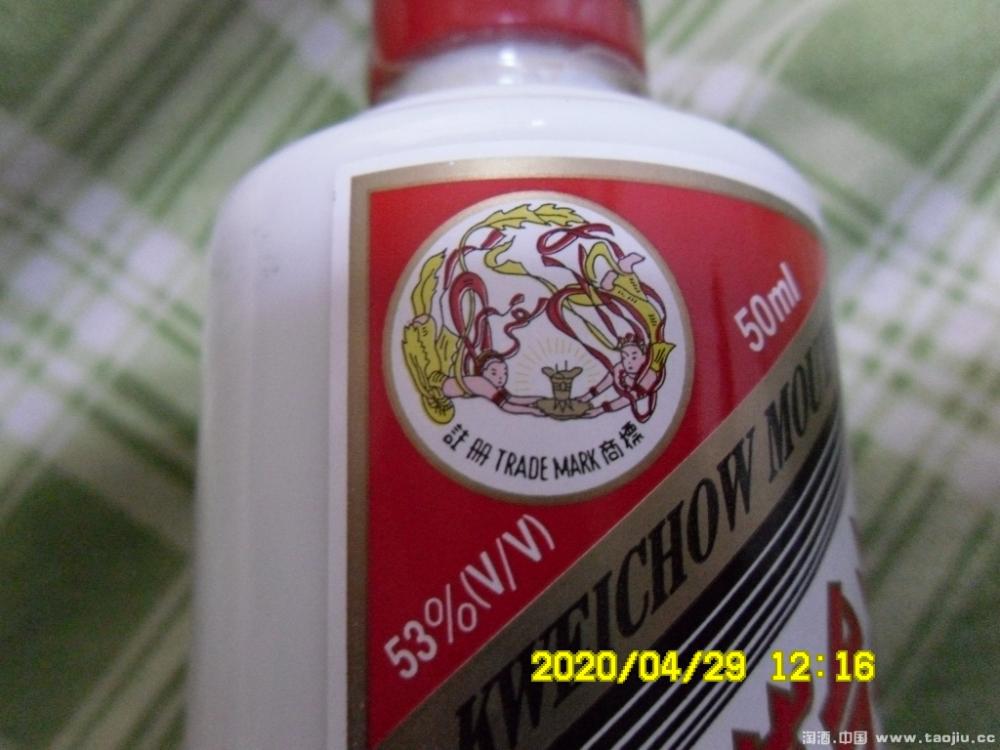 50ml
註册 TRADE MARK 商標
53%(V/V)
KWEICHOW
2020/04/29 12:16
淘酒.中国 www.taojiu.cc